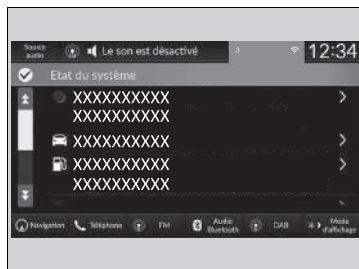 Source audio
Le son est désactivé
3
12:34
Etat du système
XXXXXXXXXX
XXXXXXXXXX
XXXXXXXXXX
XXXXXXXXXX
XXXXXXXXXX
Navigation
Téléphone
FM
Audio Bluetooth
DAB
Mode d'affichage